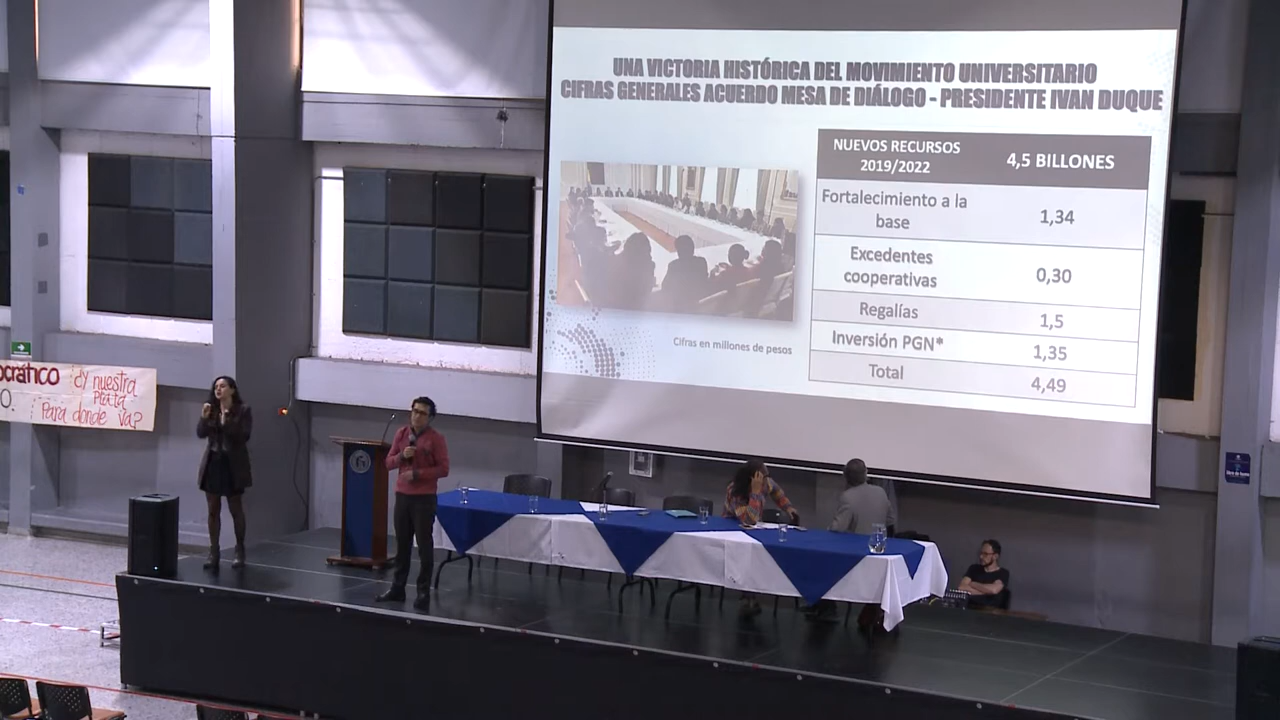 UNA VICTORIA HISTÓRICA DEL MOVIMIENTO UNIVERSITARIO
CIFRAS GENERALES ACUERDO MESA DE DIÁLOGO - PRESIDENTE IVAN DUQUE
NUEVOS RECURSOS
2019/2022
4,5 BILLONES
Fortalecimiento a la
base
1,34
Excedentes
cooperativas
0,30
Regalías
1,5
Inversión PGN*
1,35
Total
4,49
Cifras en millones de pesos
ocrático ¿y nuestra
Plata
O. Para donde va?